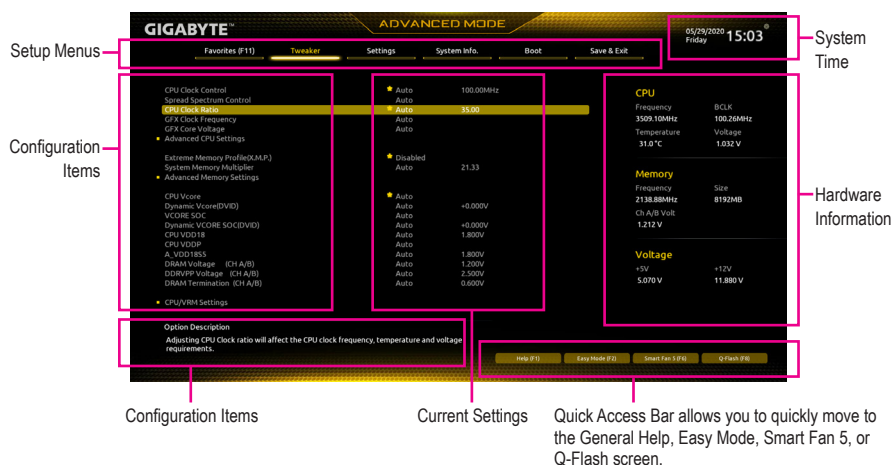 GIGABYTE™
ADVANCED MODE
05/29/2020
Friday
15:03
System
Time
Setup Menus
Favorites (F11)
Tweaker
Settings
System Info.
Boot
Save & Exit
Configuration
Items
CPU Clock Control Auto 100.00MHz
Spread Spectrum Control Auto
CPU Clock Ratio Auto 35.00
GFX Clock Frequency Auto
GFX Core Voltage Auto
Advanced CPU Settings
Extreme Memory Profile(X.M.P.) Disabled
System Memory Multiplier Auto 21.33
Advanced Memory Settings
CPU Vcore Auto
Dynamic Vcore(DVID) Auto +0.000V
VCORE SOC Auto
Dynamic VCORE SOC(DVID) Auto +0.000V
CPU VDD18 Auto 1.800V
CPU VDDP Auto
A_VDD18S5 Auto 1.800V
DRAM Voltage (CH A/B) Auto 1.200V
DDRVPP Voltage (CH A/B) Auto 2.500V
DRAM Termination (CH A/B) Auto 0.600V
CPU/VRM Settings
CPU
Frequency BCLK
3509.10MHz 100.26MHz
Temperature Voltage
31.0 °C 1.032 V
Memory
Frequency Size
2138.88MHz 8192MB
Ch A/B Volt
1.212 V
Voltage
+5V +12V
5.070 V 11.880 V
Hardware
Information
Option Description
Adjusting CPU Clock ratio will affect the CPU clock frequency, temperature and voltage
requirements.
Help (F1)
Easy Mode (F2)
Smart Fan 5 (F6)
Q-Flash (F8)
Configuration Items
Current Settings
Quick Access Bar allows you to quickly move to
the General Help, Easy Mode, Smart Fan 5, or
Q-Flash screen.